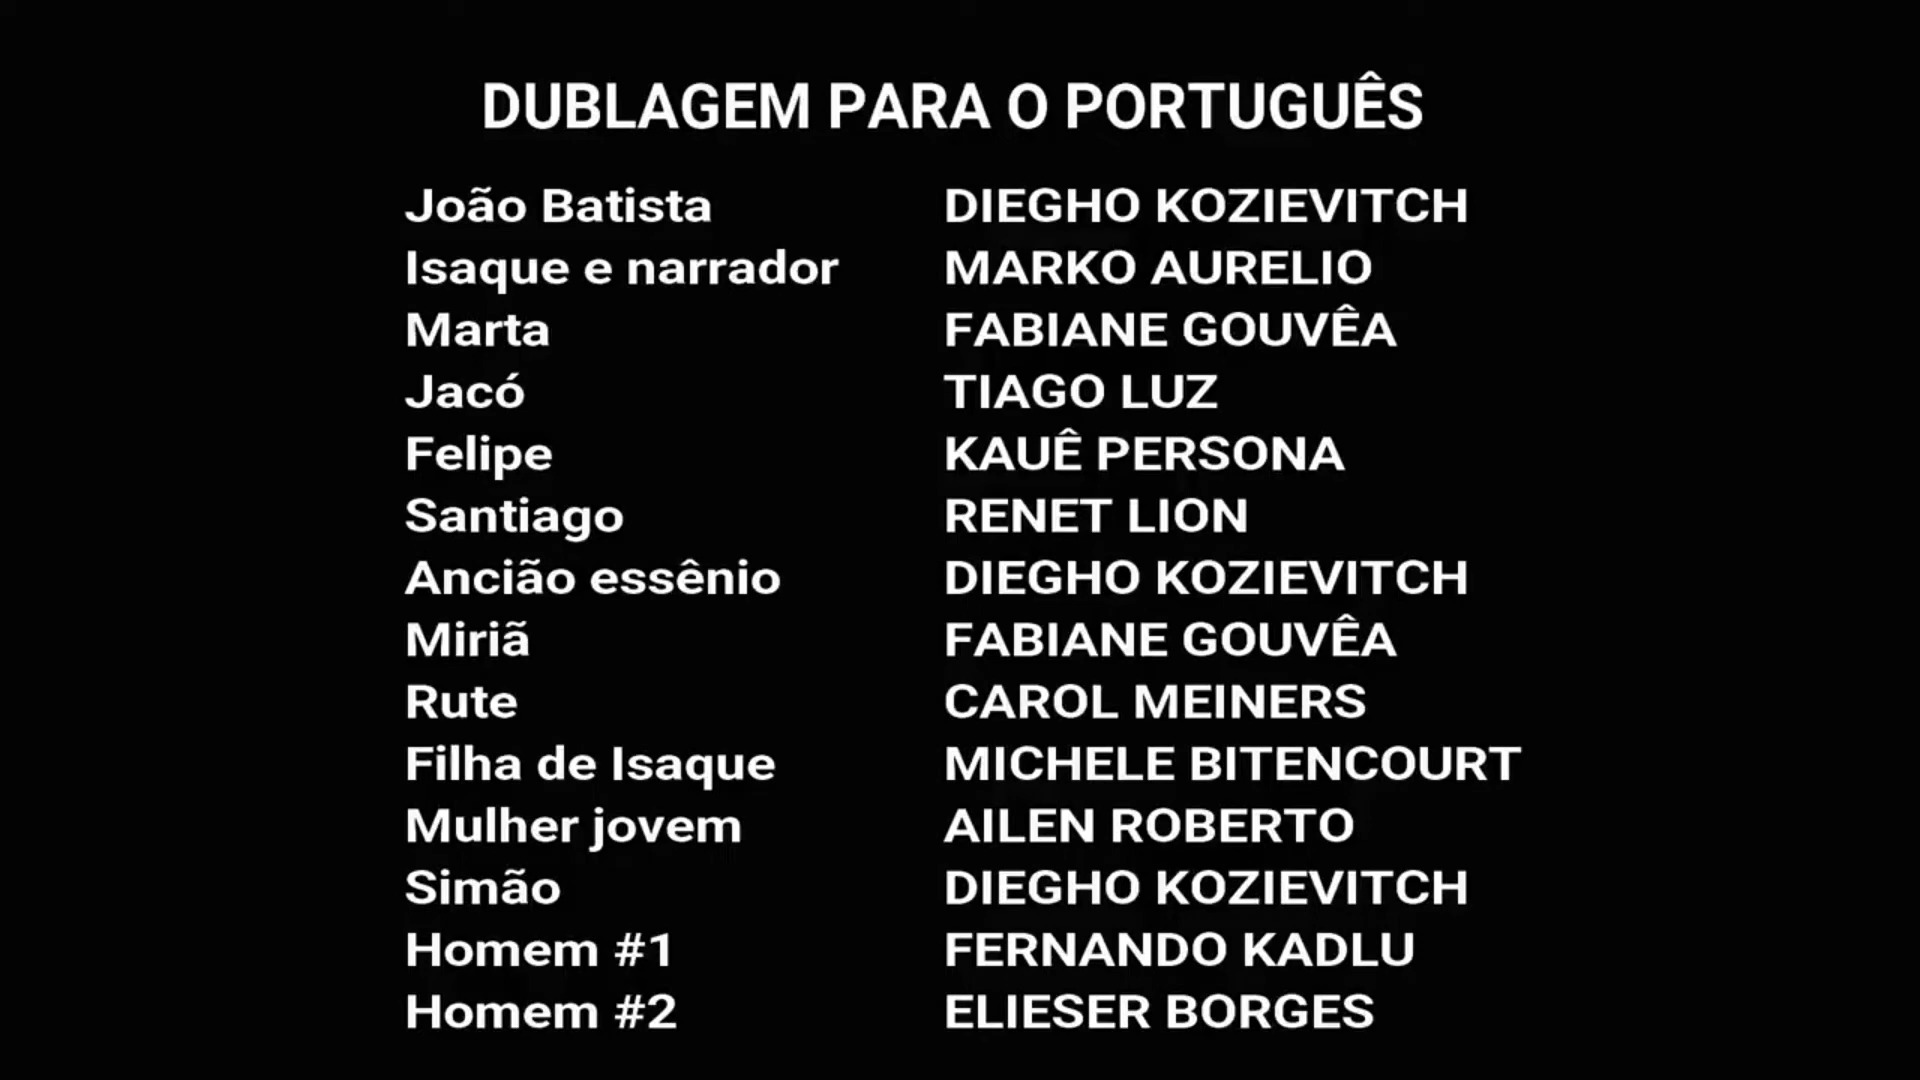 DUBLAGEM PARA O PORTUGUÊS
João Batista DIEGHO KOZIEVITCH
Isaque e narrador MARKO AURELIO
Marta FABIANE GOUVÊA
Jacó TIAGO LUZ
Felipe KAUÊ PERSONA
Santiago RENET LION
Ancião essênio DIEGHO KOZIEVITCH
Miriã FABIANE GOUVÊA
Rute CAROL MEINERS
Filha de Isaque MICHELE BITENCOURT
Mulher jovem AILEN ROBERTO
Simão DIEGHO KOZIEVITCH
Homem #1 FERNANDO KADLU
Homem #2 ELIESER BORGES